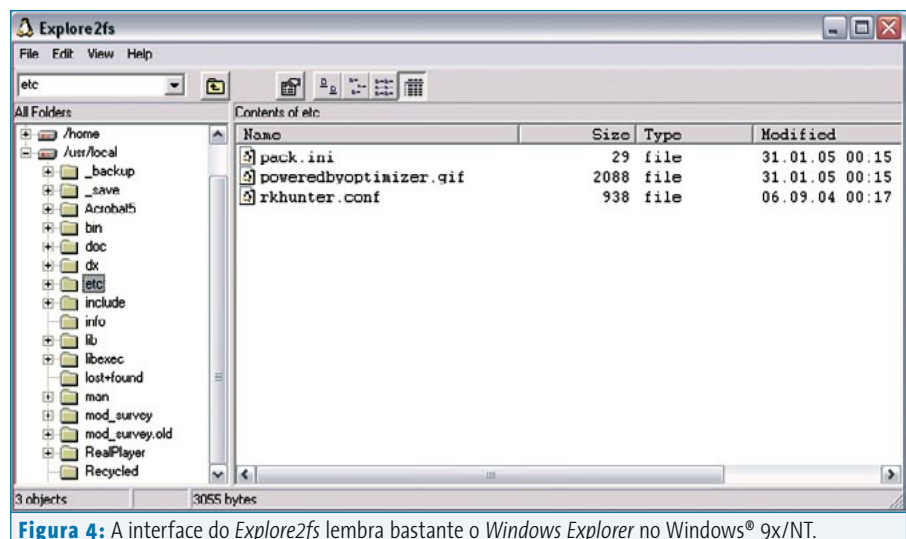 Explore2fs
File Edit View Help
etc
All Folders
Contents of etc
/home
/usr/local
_backup
_save
Acrobat5
bin
doc
dx
etc
include
info
lib
libexec
lost+found
man
mod_survey
mod_survey.old
RealPlayer
Recycled
Name Size Type Modified
pack.ini 29 file 31.01.05 00:15
poweredbyoptimizer.gif 2088 file 31.01.05 00:15
rkhunter.conf 938 file 06.09.04 00:17
3 objects 3055 bytes
Figura 4: A interface do Explore2fs lembra bastante o Windows Explorer no Windows® 9x/NT.